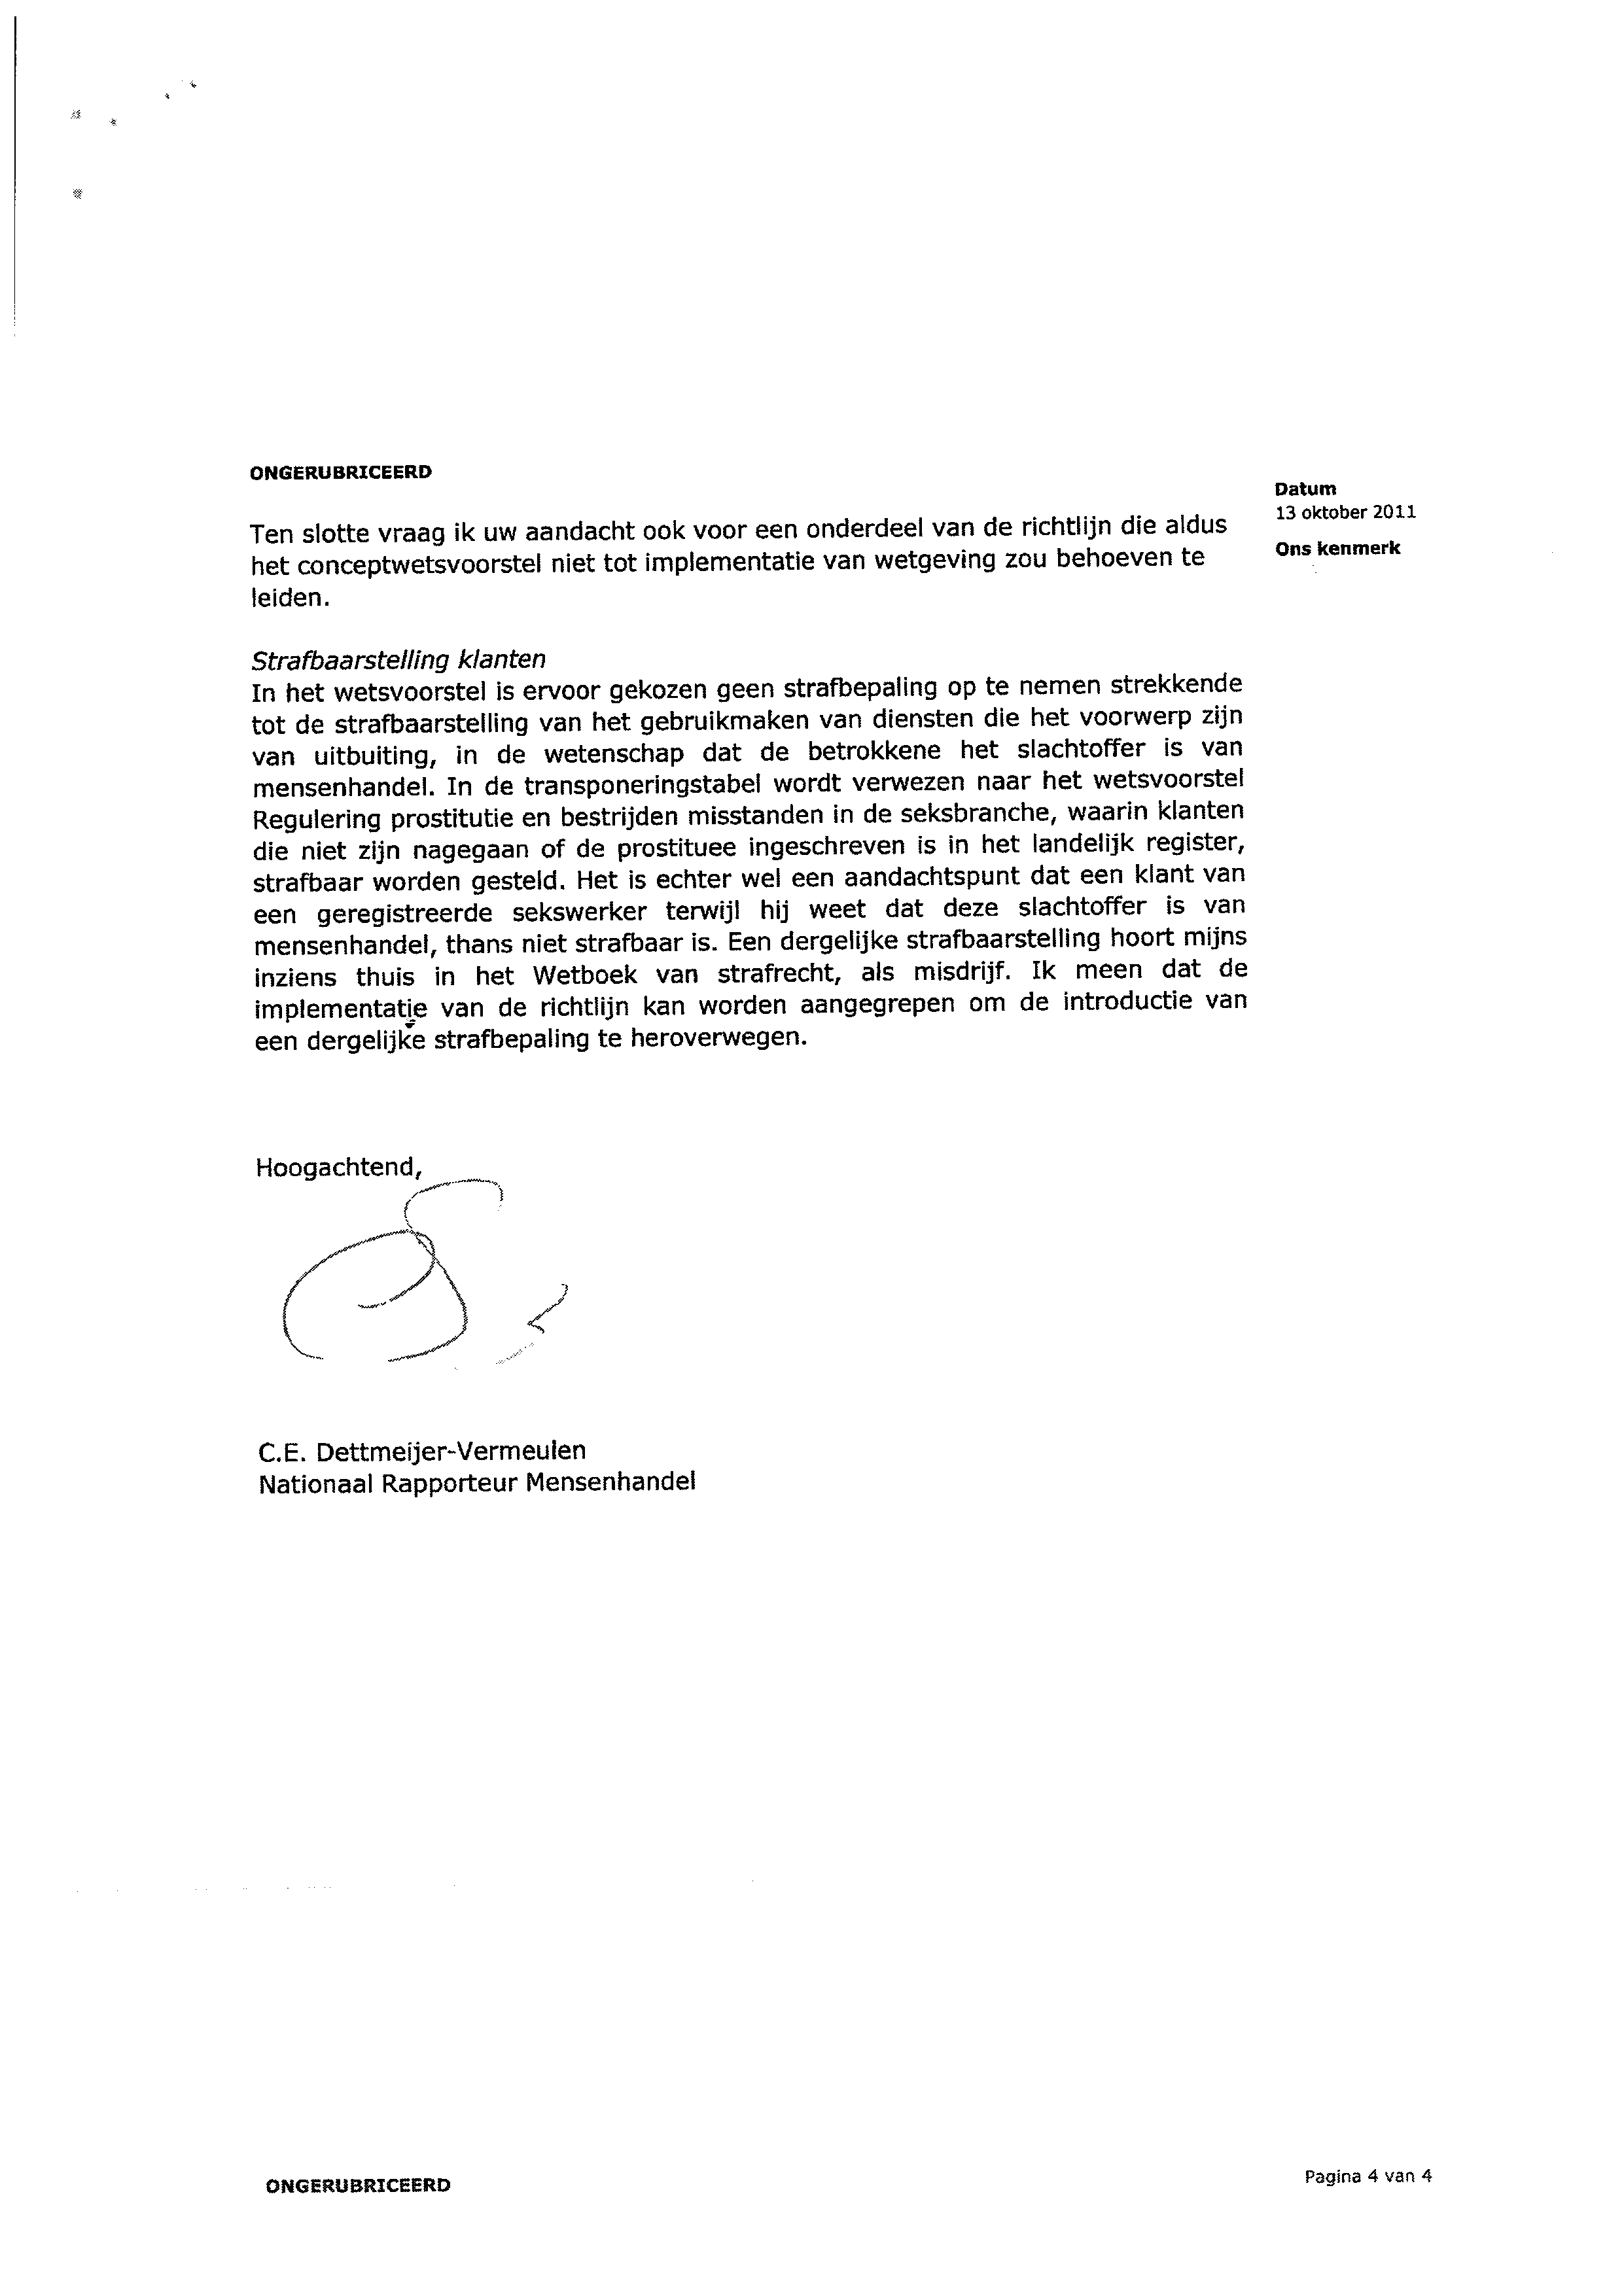 ONGERUBRICEERD
Datum
13 oktober 2011
Ons kenmerk
Ten slotte vraag ik uw aandacht ook voor een onderdeel van de richtlijn die aldus
het conceptwetsvoorstel niet tot implementatie van wetgeving zou behoeven te
leiden.
Strafbaarstelling klanten
In het wetsvoorstel is ervoor gekozen geen strafbepaling op te nemen strekkende
tot de strafbaarstelling van het gebruikmaken van diensten die het voorwerp zijn
van uitbuiting, in de wetenschap dat de betrokkene het slachtoffer is van
mensenhandel. In de transponeringstabel wordt verwezen naar het wetsvoorstel
Regulering prostitutie en bestrijden misstanden in de seksbranche, waarin klanten
die niet zijn nagegaan of de prostituee ingeschreven is in het landelijk register,
strafbaar worden gesteld. Het is echter wel een aandachtspunt dat een klant van
een geregistreerde sekswerker terwijl hij weet dat deze slachtoffer is van
mensenhandel, thans niet strafbaar is. Een dergelijke strafbaarstelling hoort mijns
inziens thuis in het Wetboek van strafrecht, als misdrijf. Ik meen dat de
implementatie van de richtlijn kan worden aangegrepen om de introductie van
een dergelijke strafbepaling te heroverwegen.
Hoogachtend,
C.E. Dettmeijer-Vermeulen
Nationaal Rapporteur Mensenhandel
ONGERUBRICEERD
Pagina 4 van 4